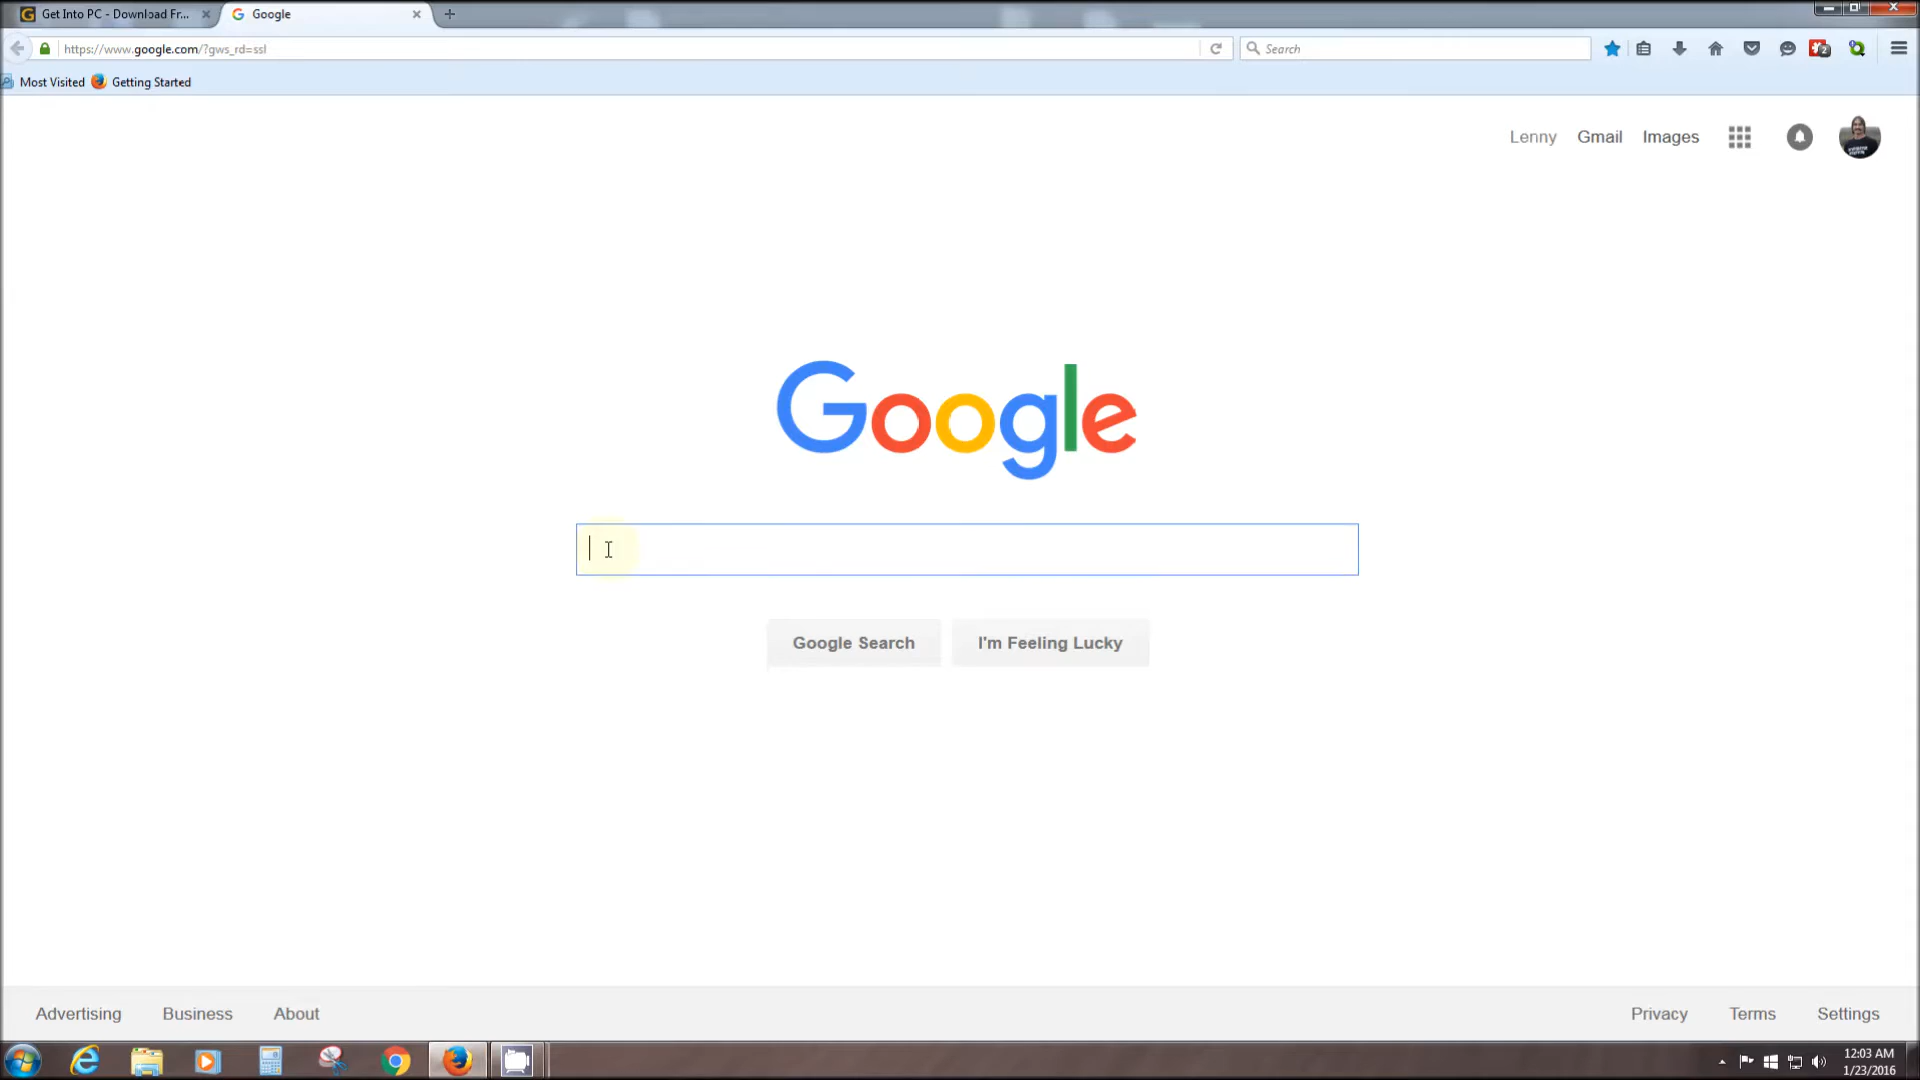 Get Into PC - Download Fr...
Google
https://www.google.com/?gws_rd=ssl
Search
2
Most Visited
Getting Started
Lenny
Gmail
Images
Google
Google Search
I'm Feeling Lucky
Advertising
Business
About
Privacy
Terms
Settings
12:03 AM
1/23/2016